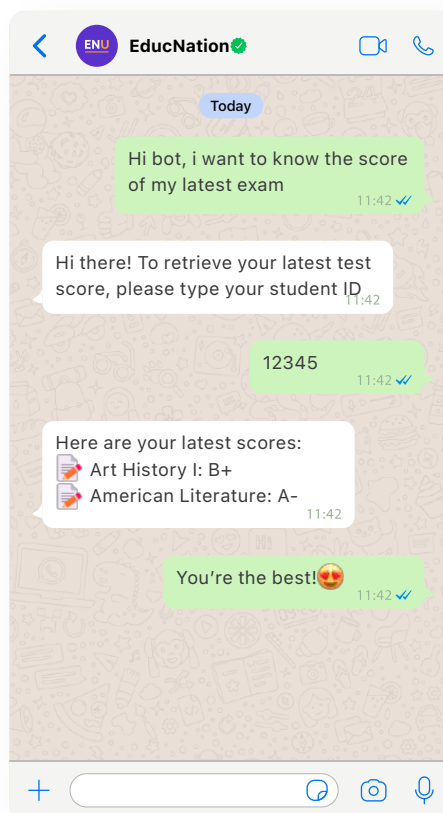 ENU EducNation
Today
Hi bot, i want to know the score
of my latest exam
11:42
Hi there! To retrieve your latest test
score, please type your student ID
11:42
12345
11:42
Here are your latest scores:
📝 Art History I: B+
📝 American Literature: A-
11:42
You’re the best!😍
11:42